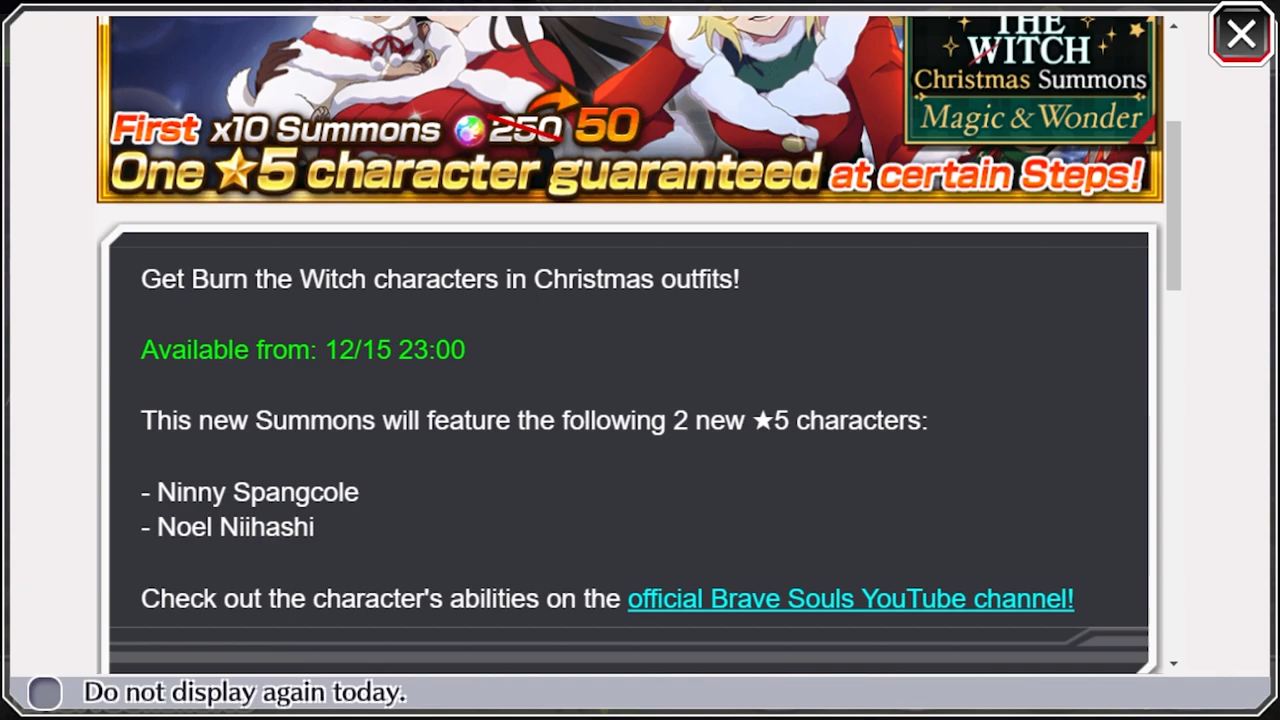 THE
WITCH
Christmas Summons
Magic & Wonder
First x10 Summons 250 50
One ★5 character guaranteed at certain Steps!
Get Burn the Witch characters in Christmas outfits!
Available from: 12/15 23:00
This new Summons will feature the following 2 new ★5 characters:
- Ninny Spangcole
- Noel Niihashi
Check out the character's abilities on the official Brave Souls YouTube channel!
Do not display again today.